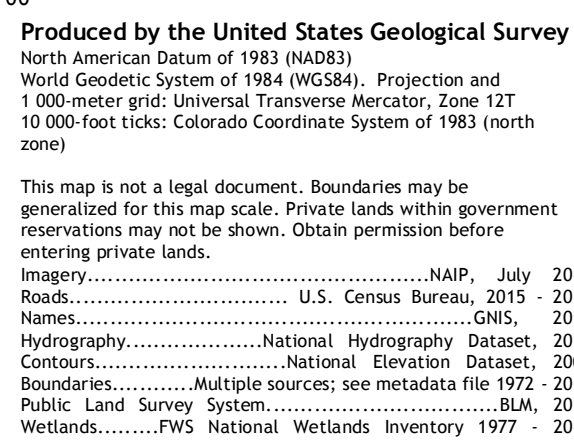 Produced by the United States Geological Survey
North American Datum of 1983 (NAD83)
World Geodetic System of 1984 (WGS84). Projection and
1 000-meter grid: Universal Transverse Mercator, Zone 12T
10 000-foot ticks: Colorado Coordinate System of 1983 (north
zone)
This map is not a legal document. Boundaries may be
generalized for this map scale. Private lands within government
reservations may not be shown. Obtain permission before
entering private lands.
Imagery....................................................NAIP, July 20
Roads................................ U.S. Census Bureau, 2015 - 20
Names............................................................GNIS, 20
Hydrography.....................National Hydrography Dataset, 20
Contours.............................National Elevation Dataset, 20
Boundaries............Multiple sources; see metadata file 1972 - 20
Public Land Survey System...................................BLM, 20
Wetlands.........FWS National Wetlands Inventory 1977 - 20